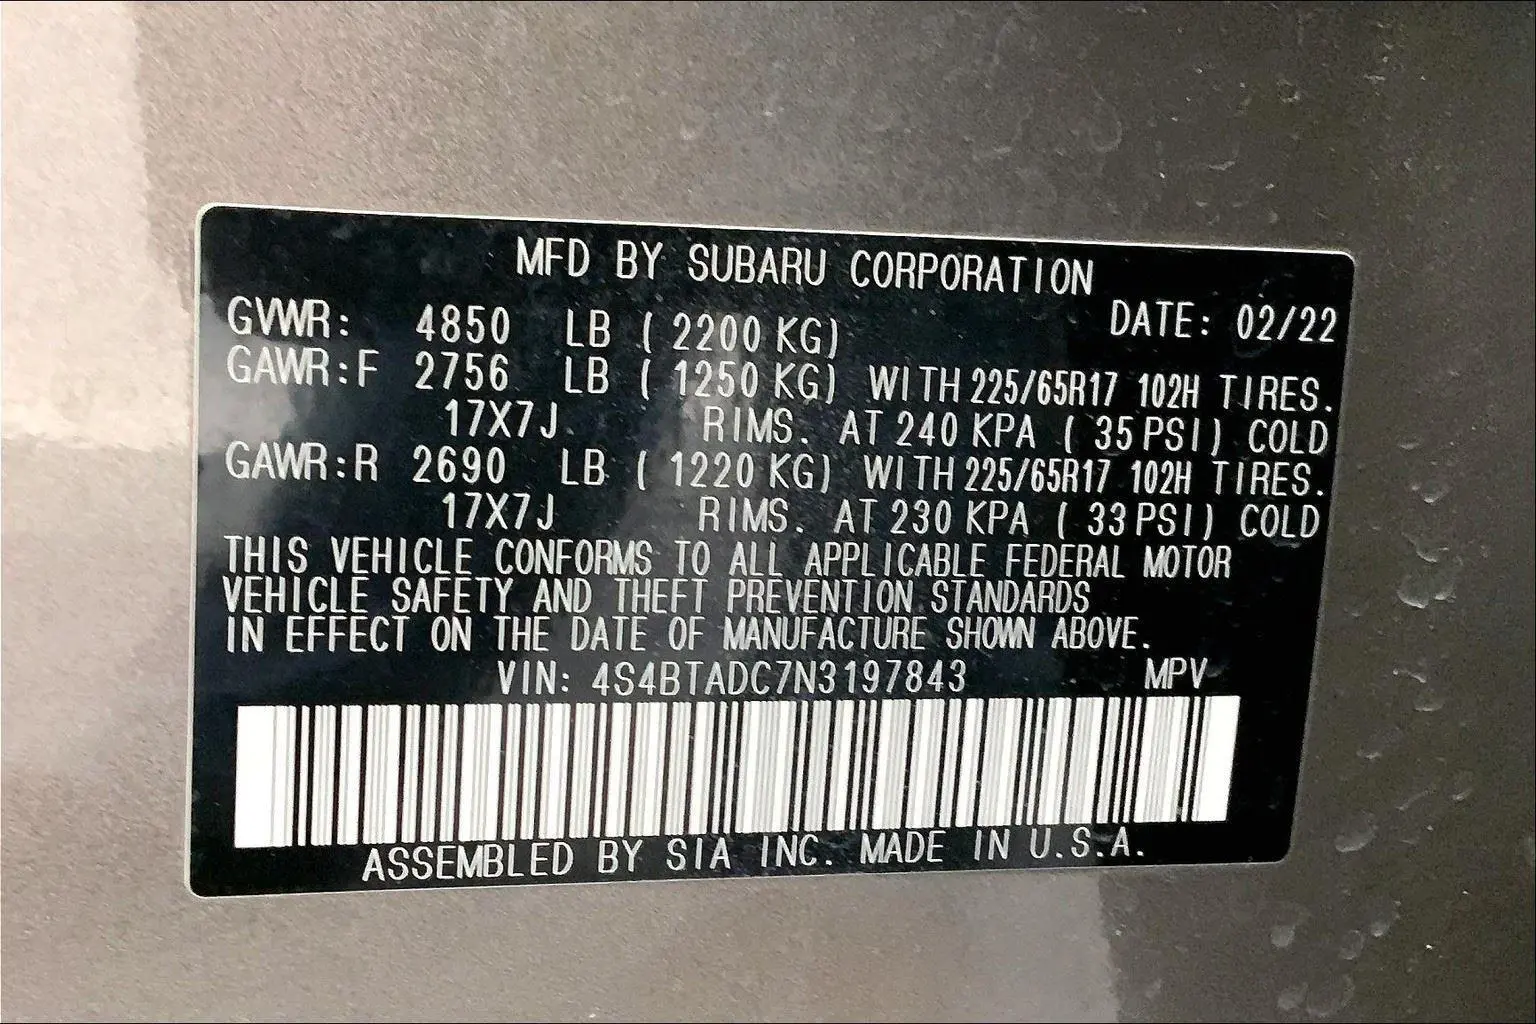 MFD BY SUBARU CORPORATION
GVWR: 4850 LB (2200 KG) DATE: 02/22
GAWR:F 2756 LB (1250 KG) WITH 225/65R17 102H TIRES.
17X7J RIMS. AT 240 KPA (35 PSI) COLD
GAWR:R 2690 LB (1220 KG) WITH 225/65R17 102H TIRES.
17X7J RIMS. AT 230 KPA (33 PSI) COLD
THIS VEHICLE CONFORMS TO ALL APPLICABLE FEDERAL MOTOR
VEHICLE SAFETY AND THEFT PREVENTION STANDARDS
IN EFFECT ON THE DATE OF MANUFACTURE SHOWN ABOVE.
VIN: 4S4BTADC7N3197843 MPV
ASSEMBLED BY SIA INC. MADE IN U.S.A.